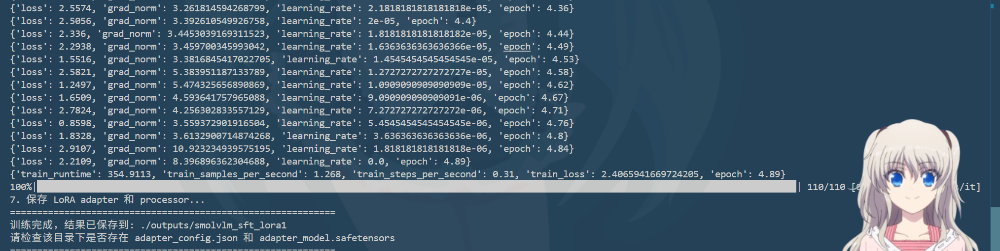 {'loss': 2.5574, 'grad_norm': 3.261814594268799, 'learning_rate': 2.1818181818181818e-05, 'epoch': 4.36}
{'loss': 2.5056, 'grad_norm': 3.392610549926758, 'learning_rate': 2e-05, 'epoch': 4.4}
{'loss': 2.336, 'grad_norm': 3.4453039169311523, 'learning_rate': 1.8181818181818182e-05, 'epoch': 4.44}
{'loss': 2.2938, 'grad_norm': 3.459700345993042, 'learning_rate': 1.6363636363636366e-05, 'epoch': 4.49}
{'loss': 1.5516, 'grad_norm': 3.3816845417022705, 'learning_rate': 1.4545454545454545e-05, 'epoch': 4.53}
{'loss': 2.5821, 'grad_norm': 5.383951187133789, 'learning_rate': 1.2727272727272727e-05, 'epoch': 4.58}
{'loss': 1.2497, 'grad_norm': 5.474325656890869, 'learning_rate': 1.0909090909090909e-05, 'epoch': 4.62}
{'loss': 1.6509, 'grad_norm': 4.593641757965088, 'learning_rate': 9.090909090909091e-06, 'epoch': 4.67}
{'loss': 2.7824, 'grad_norm': 4.256302833557129, 'learning_rate': 7.272727272727272e-06, 'epoch': 4.71}
{'loss': 0.8598, 'grad_norm': 3.559372901916504, 'learning_rate': 5.4545454545454545e-06, 'epoch': 4.76}
{'loss': 1.8328, 'grad_norm': 3.6132900714874268, 'learning_rate': 3.636363636363636e-06, 'epoch': 4.8}
{'loss': 2.9107, 'grad_norm': 10.923234939575195, 'learning_rate': 1.818181818181818e-06, 'epoch': 4.84}
{'loss': 2.2109, 'grad_norm': 8.396896362304688, 'learning_rate': 0.0, 'epoch': 4.89}
{'train_runtime': 354.9113, 'train_samples_per_second': 1.268, 'train_steps_per_second': 0.31, 'train_loss': 2.4065941669724205, 'epoch': 4.89}
100%| | 110/110 [ /it]
7. 保存 LoRA adapter 和 processor...
============================================================
训练完成，结果已保存到: ./outputs/smolvlm_sft_lora1
请检查该目录下是否存在 adapter_config.json 和 adapter_model.safetensors
============================================================